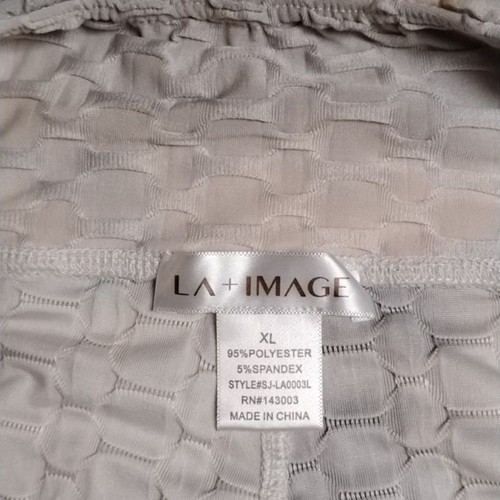 LA+IMAGE
XL
95%POLYESTER
5%SPANDEX
STYLE#SJ-LA0003L
RN#143003
MADE IN CHINA